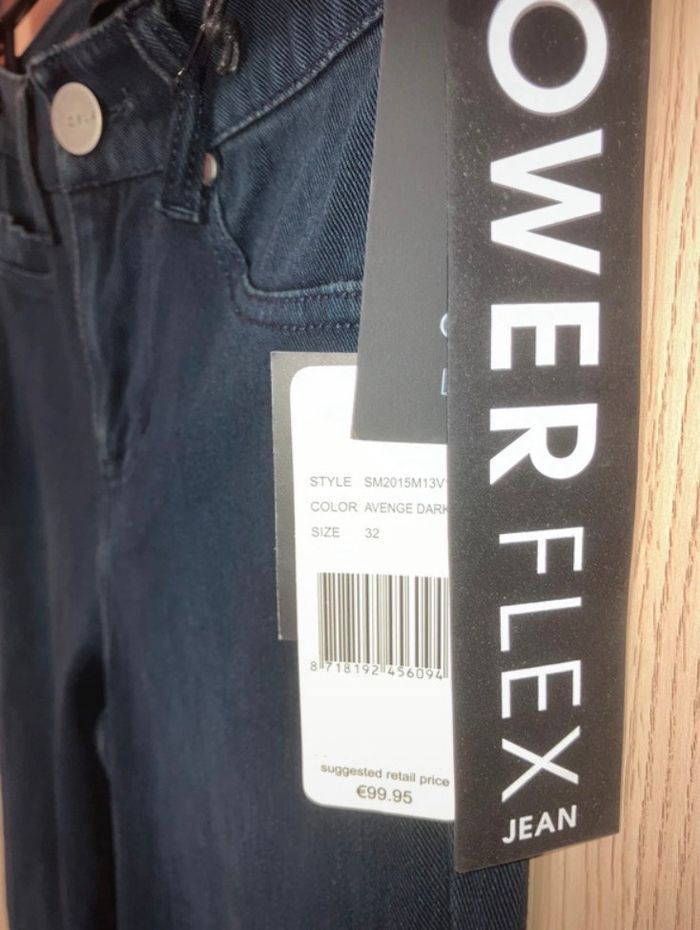 OWER FLEX
JEAN
STYLE SM2015M13V
COLOR AVENGE DARK
SIZE 32
8 718192 456094
suggested retail price
€99.95